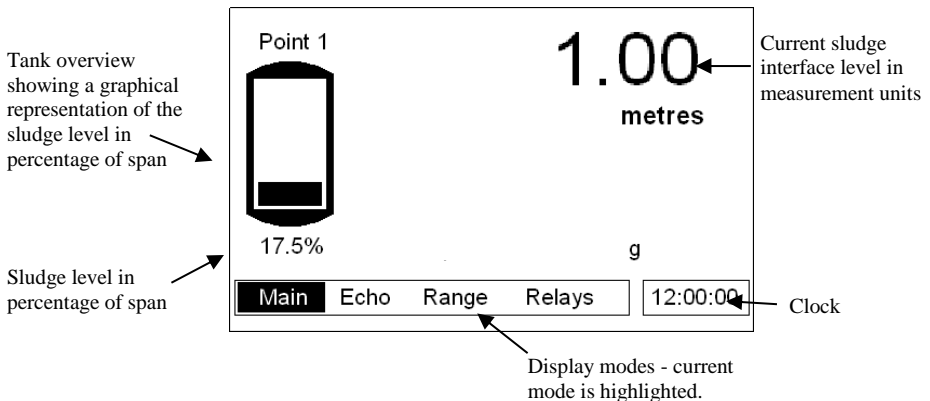 Tank overview
showing a graphical
representation of the
sludge level in
percentage of span
Sludge level in
percentage of span
Point 1
17.5%
1.00
metres
g
Main Echo Range Relays
12:00:00
Current sludge
interface level in
measurement units
Clock
Display modes - current
mode is highlighted.